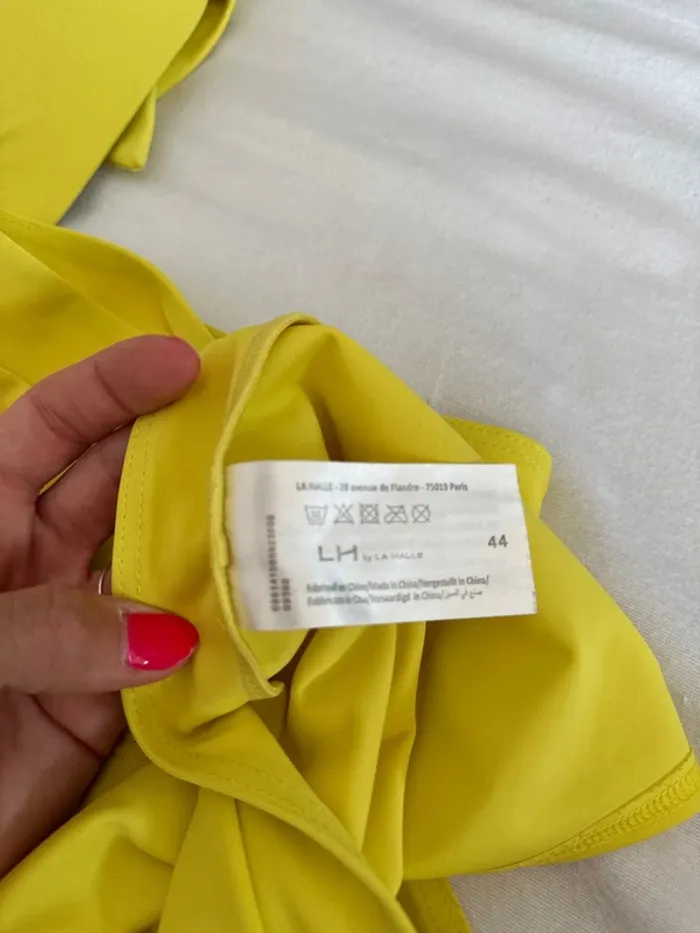 LA HALLE - 28 avenue de Flandre - 75019 Paris
LH by LA HALLE
44
Fabriqué en Chine/Made in China/Hergestellt in China/
Fabbricato in Cina/Vervaardigd in China/صنع في الصين